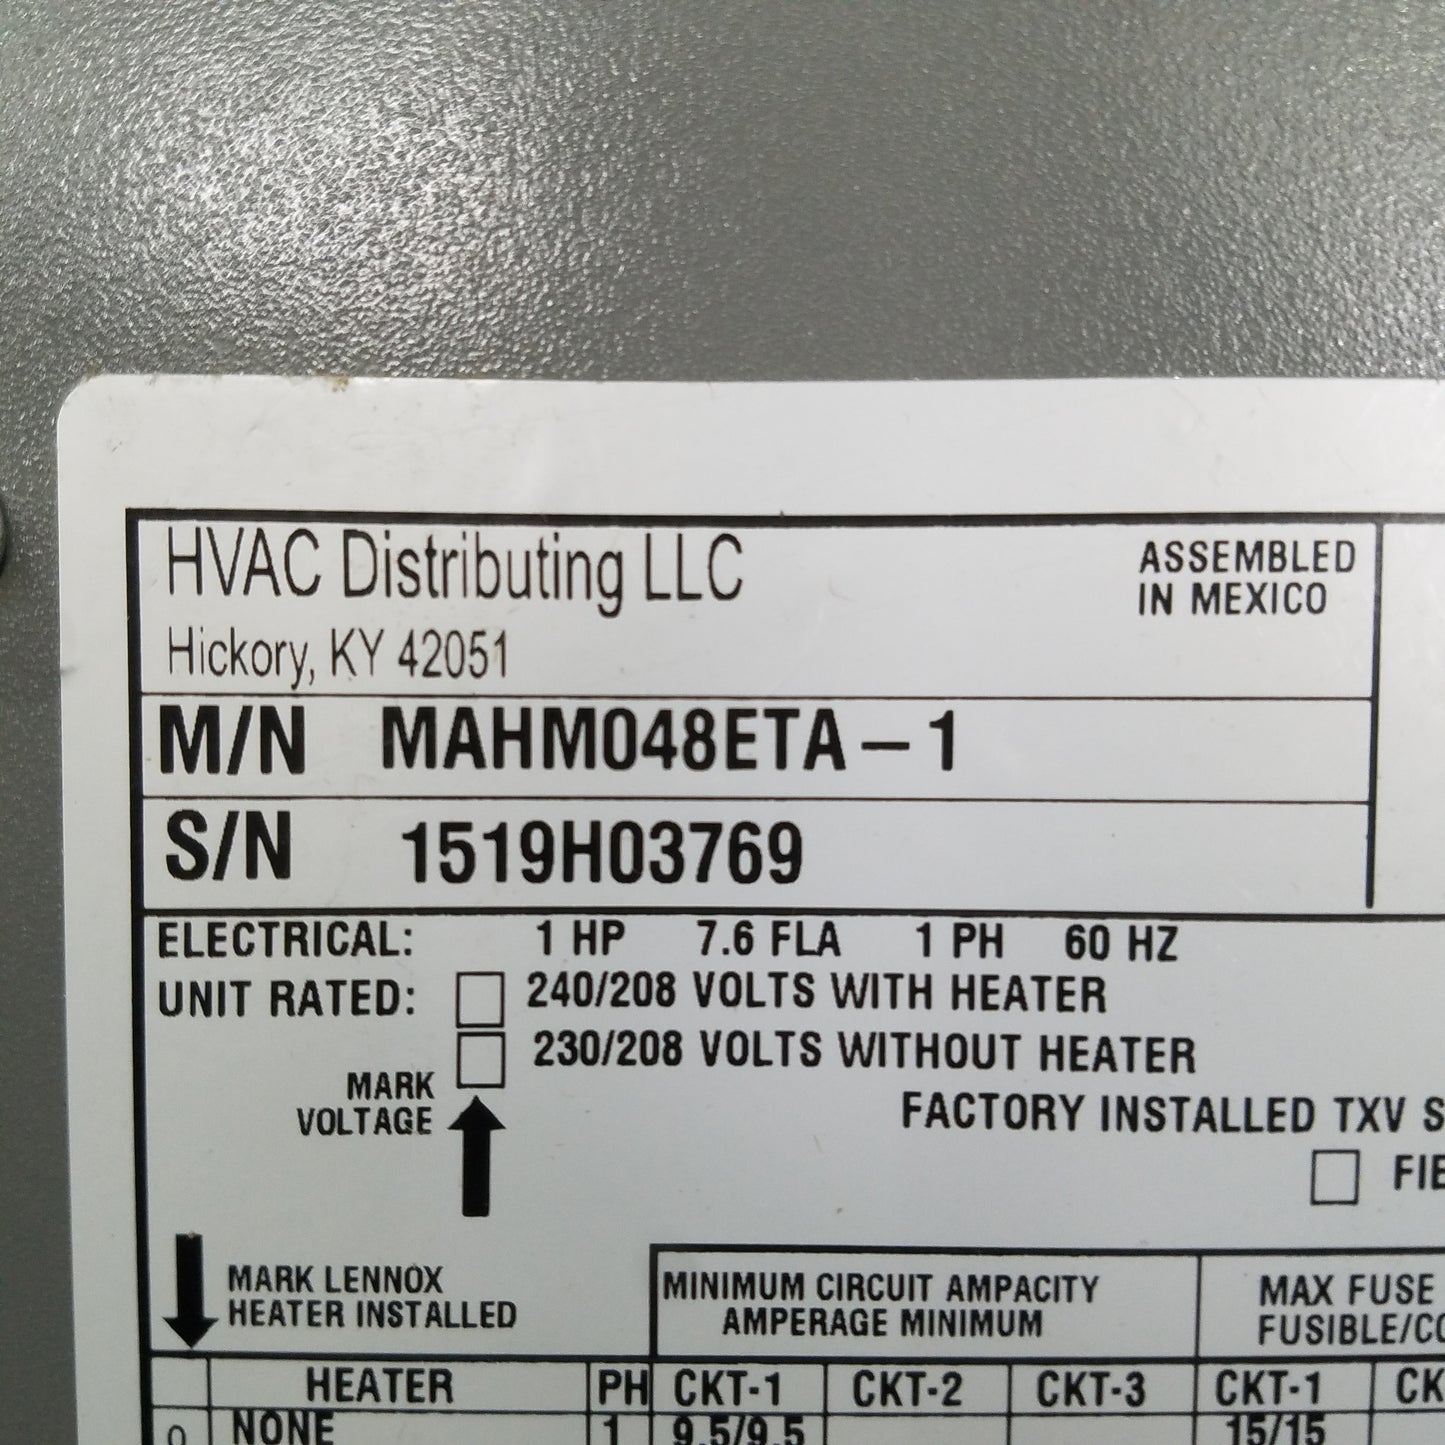 HVAC Distributing LLC
ASSEMBLED
IN MEXICO
Hickory, KY 42051
M/N MAHM048ETA-1
S/N 1519H03769
ELECTRICAL: 1 HP 7.6 FLA 1 PH 60 HZ
UNIT RATED: 240/208 VOLTS WITH HEATER
230/208 VOLTS WITHOUT HEATER
MARK
VOLTAGE
FACTORY INSTALLED TXV
MARK LENNOX
HEATER INSTALLED
MINIMUM CIRCUIT AMPACITY
AMPERAGE MINIMUM
MAX FUSE
FUSIBLE/
HEATER PH CKT-1 CKT-2 CKT-3 CKT-1
NONE 1 9.5/9.5 15/15